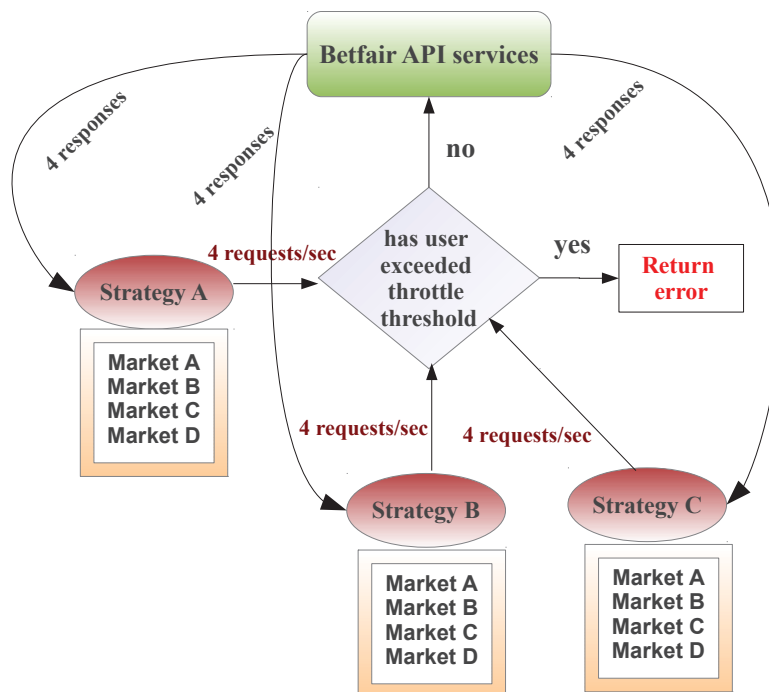 Betfair API services
4 responses
4 responses
4 responses
no
4 requests/sec
has user
exceeded
throttle
threshold
yes
Return
error
Strategy A
Market A
Market B
Market C
Market D
4 requests/sec
4 requests/sec
Strategy B
Strategy C
Market A
Market B
Market C
Market D
Market A
Market B
Market C
Market D